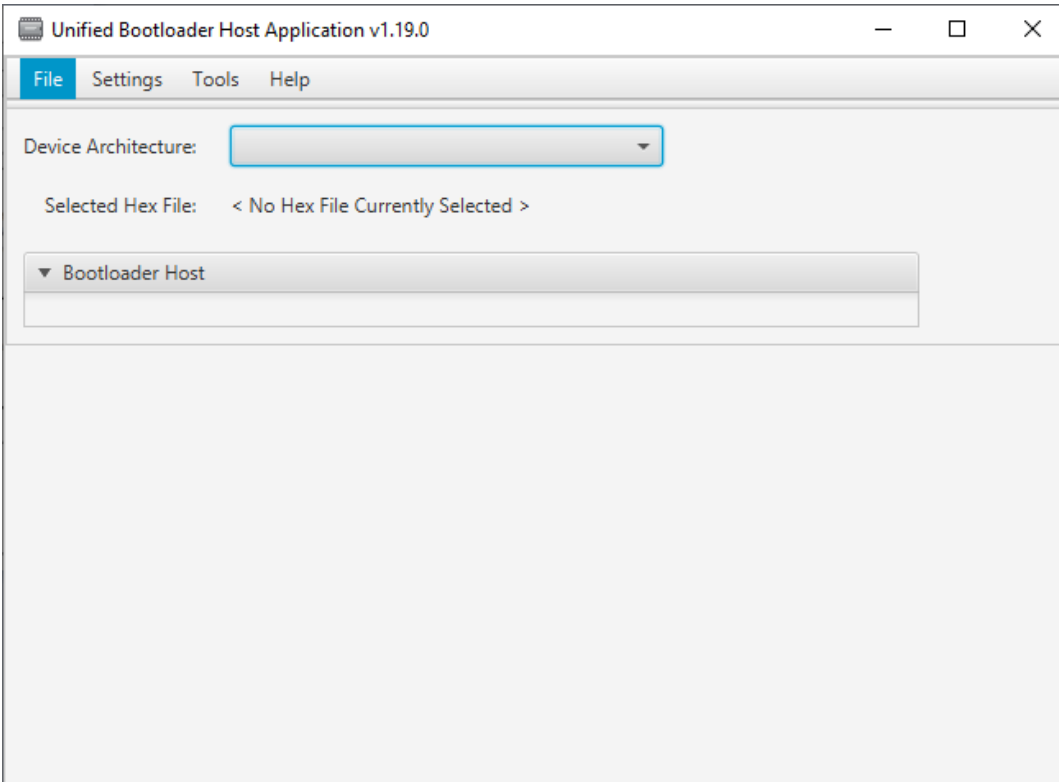 Unified Bootloader Host Application v1.19.0
File Settings Tools Help
Device Architecture:
Selected Hex File: < No Hex File Currently Selected >
Bootloader Host